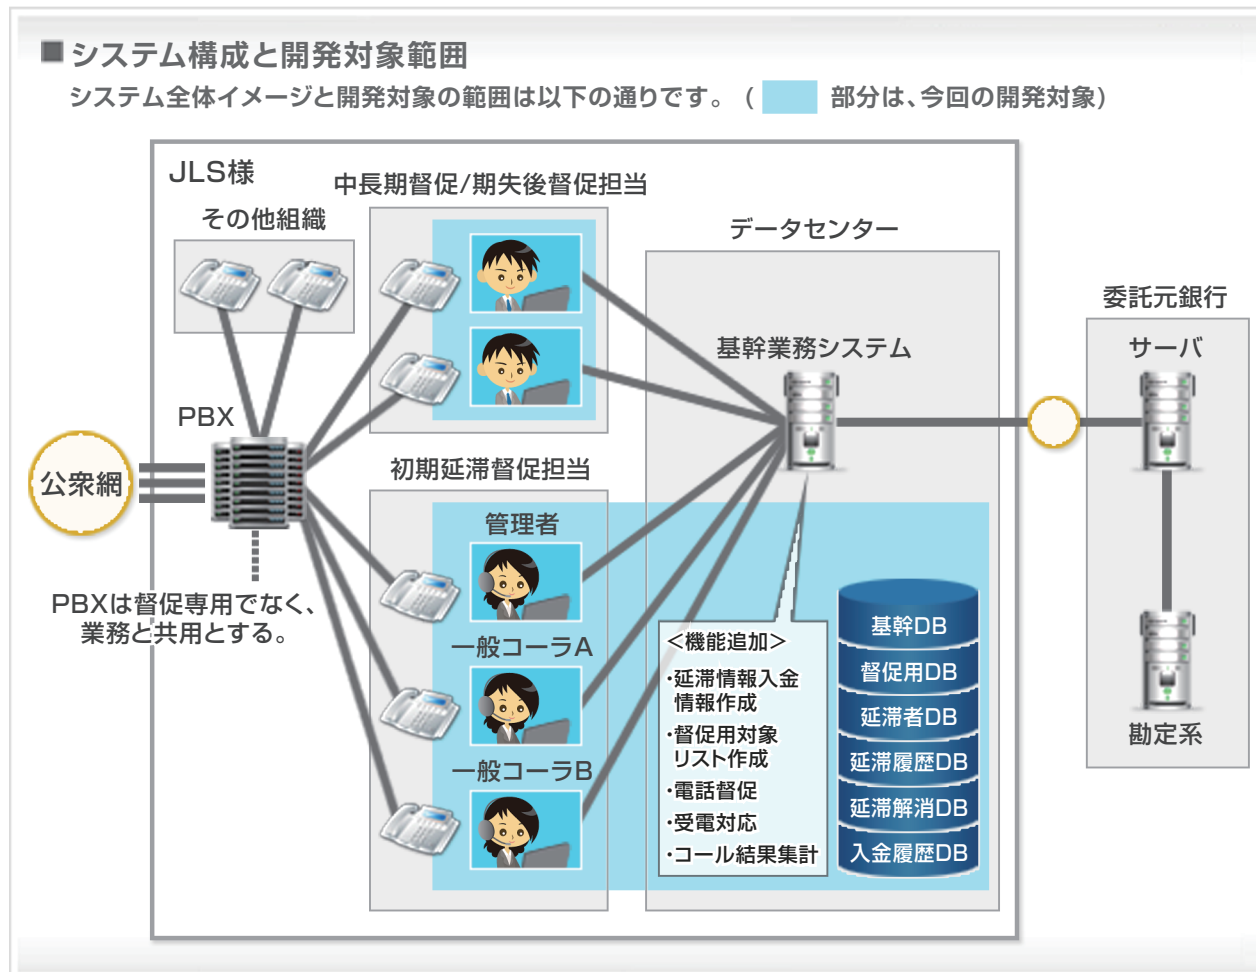 ■システム構成と開発対象範囲
システム全体イメージと開発対象の範囲は以下の通りです。( 部分は、今回の開発対象)
JLS様
その他組織
中長期督促/期失後督促担当
データセンター
委託元銀行
基幹業務システム
サーバ
PBX
公衆網
初期延滞督促担当
管理者
PBXは督促専用でなく、
業務と共用とする。
一般コーラA
一般コーラB
<機能追加>
・延滞情報入金
情報作成
・督促用対象
リスト作成
・電話督促
・受電対応
・コール結果集計
基幹DB
督促用DB
延滞者DB
延滞履歴DB
延滞解消DB
入金履歴DB
勘定系